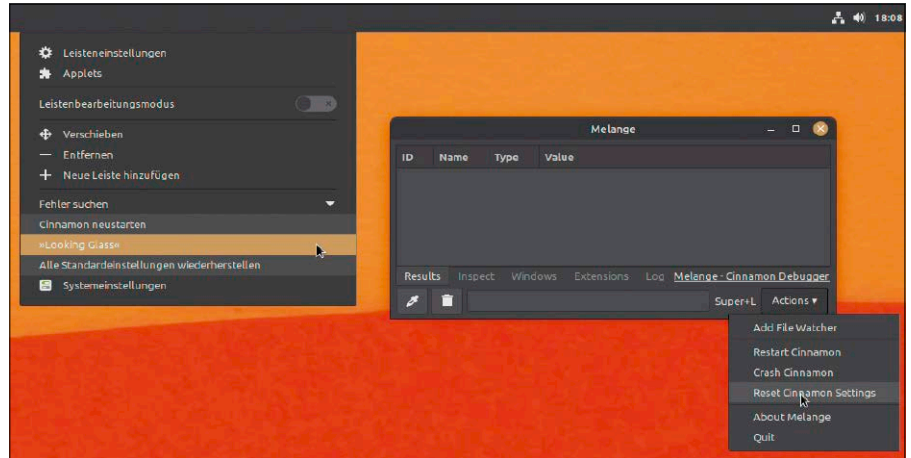 18:08
Leisteneinstellungen
Applets
Leistenbearbeitungsmodus
Verschieben
Entfernen
Neue Leiste hinzufügen
Fehler suchen
Cinnamon neustarten
»Looking Glass«
Alle Standardeinstellungen wiederherstellen
Systemeinstellungen
Melange
ID Name Type Value
Results Inspect Windows Extensions Log Melange - Cinnamon Debugger
Super+L Actions ▾
Add File Watcher
Restart Cinnamon
Crash Cinnamon
Reset Cinnamon Settings
About Melange
Quit